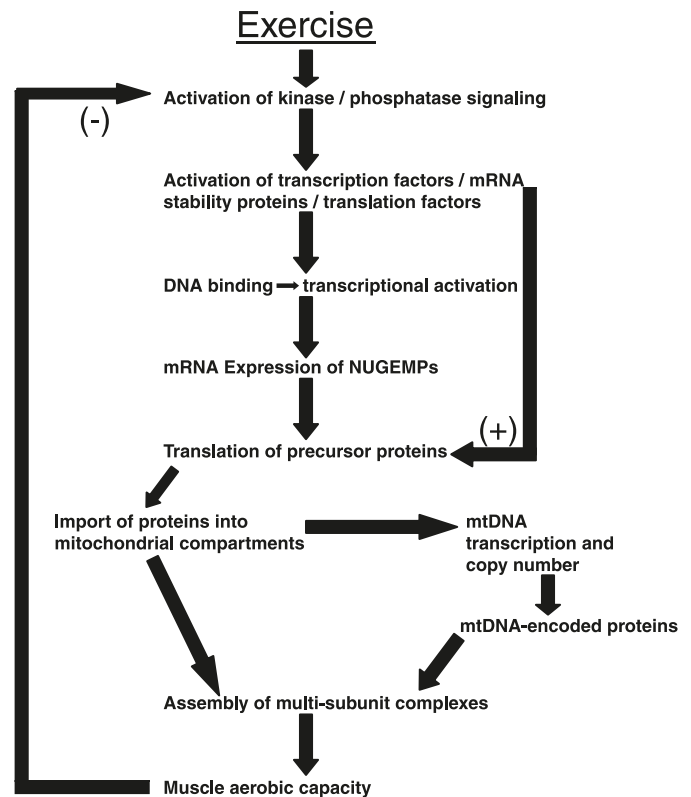 Exercise
(-)
Activation of kinase / phosphatase signaling
Activation of transcription factors / mRNA
stability proteins / translation factors
DNA binding → transcriptional activation
mRNA Expression of NUGEMPs
(+)
Translation of precursor proteins
Import of proteins into
mitochondrial compartments
mtDNA
transcription and
copy number
mtDNA-encoded proteins
Assembly of multi-subunit complexes
Muscle aerobic capacity